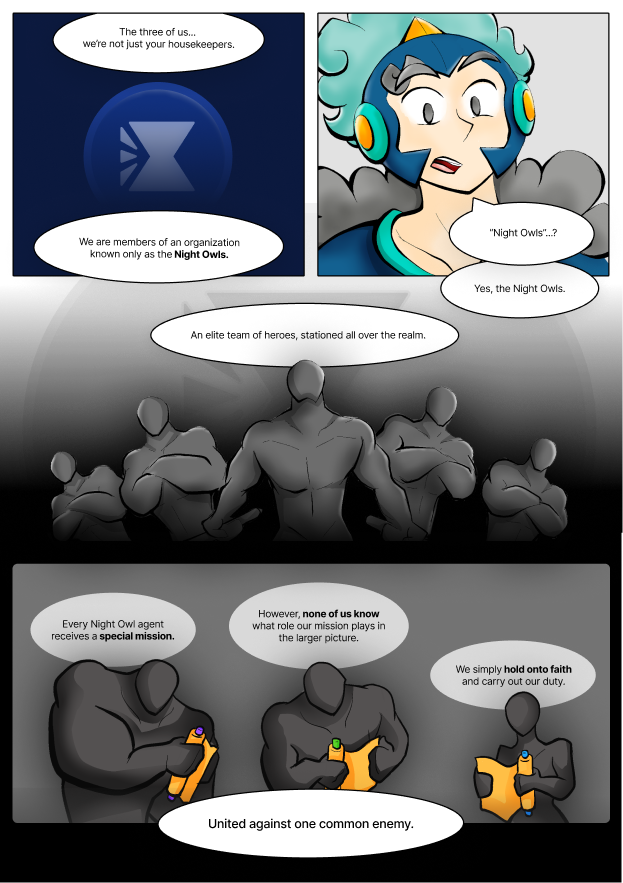 The three of us...
we're not just your housekeepers.
We are members of an organization
known only as the Night Owls.
"Night Owls"...?
Yes, the Night Owls.
An elite team of heroes, stationed all over the realm.
Every Night Owl agent
receives a special mission.
However, none of us know
what role our mission plays in
the larger picture.
We simply hold onto faith
and carry out our duty.
United against one common enemy.